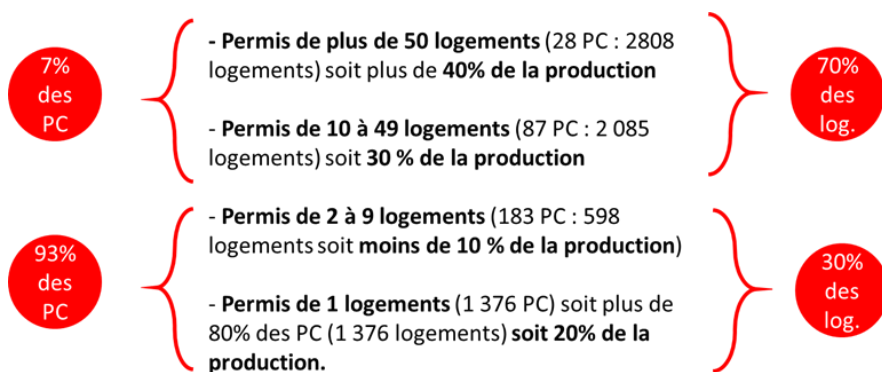 7%
des
PC
- Permis de plus de 50 logements (28 PC : 2808
logements) soit plus de 40% de la production
- Permis de 10 à 49 logements (87 PC : 2 085
logements) soit 30 % de la production
70%
des
log.
93%
des
PC
- Permis de 2 à 9 logements (183 PC : 598
logements soit moins de 10 % de la production)
- Permis de 1 logements (1 376 PC) soit plus de
80% des PC (1 376 logements) soit 20% de la
production.
30%
des
log.